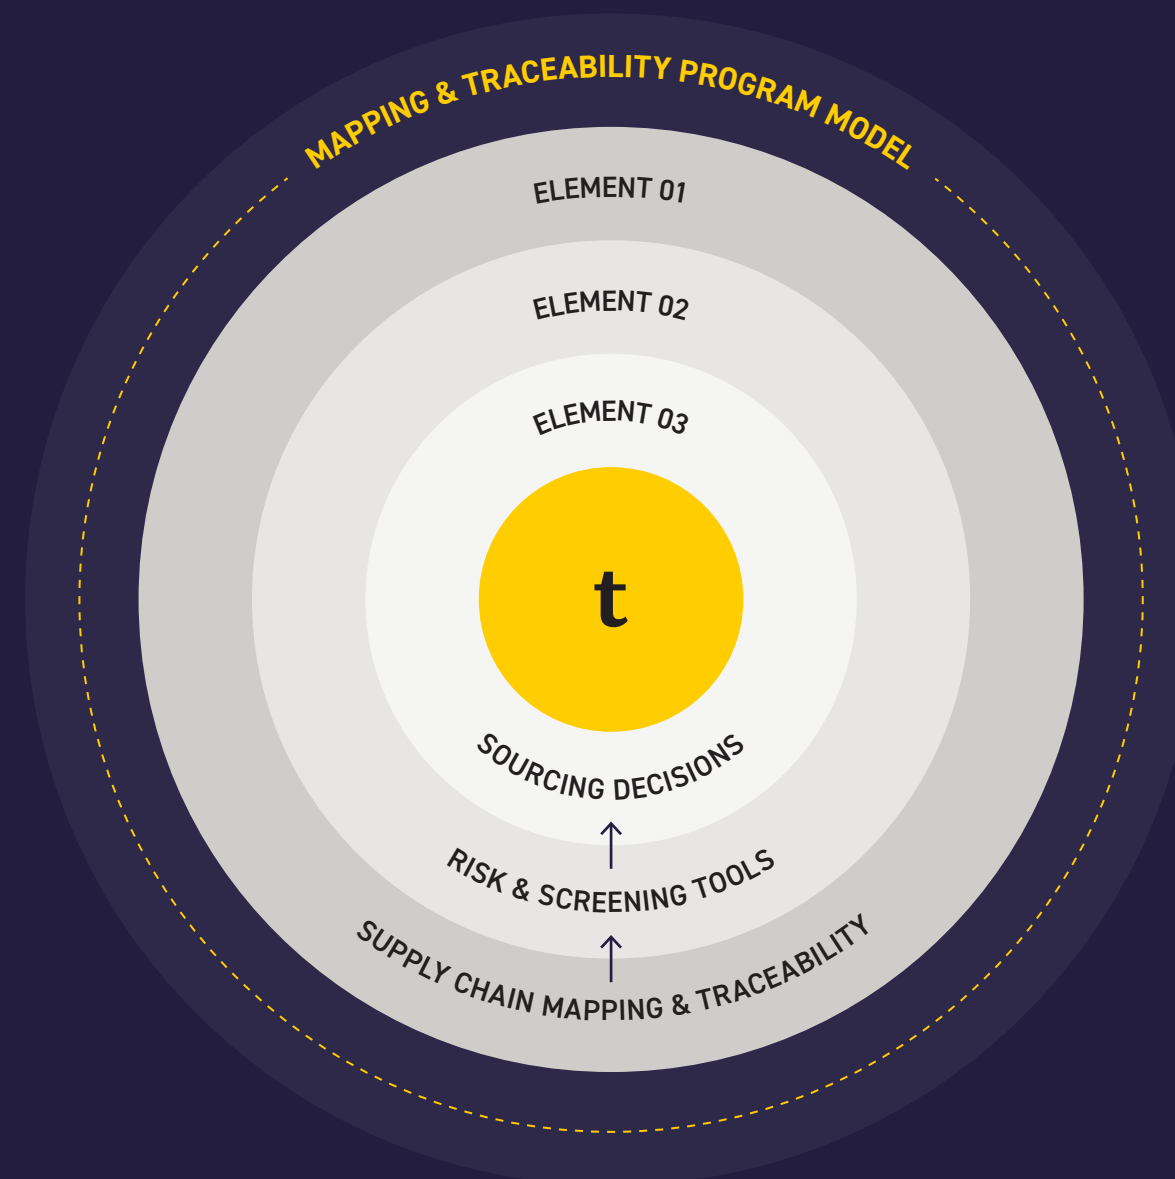 MAPPING & TRACEABILITY PROGRAM MODEL
ELEMENT 01
ELEMENT 02
ELEMENT 03
t
SOURCING DECISIONS
RISK & SCREENING TOOLS
SUPPLY CHAIN MAPPING & TRACEABILITY